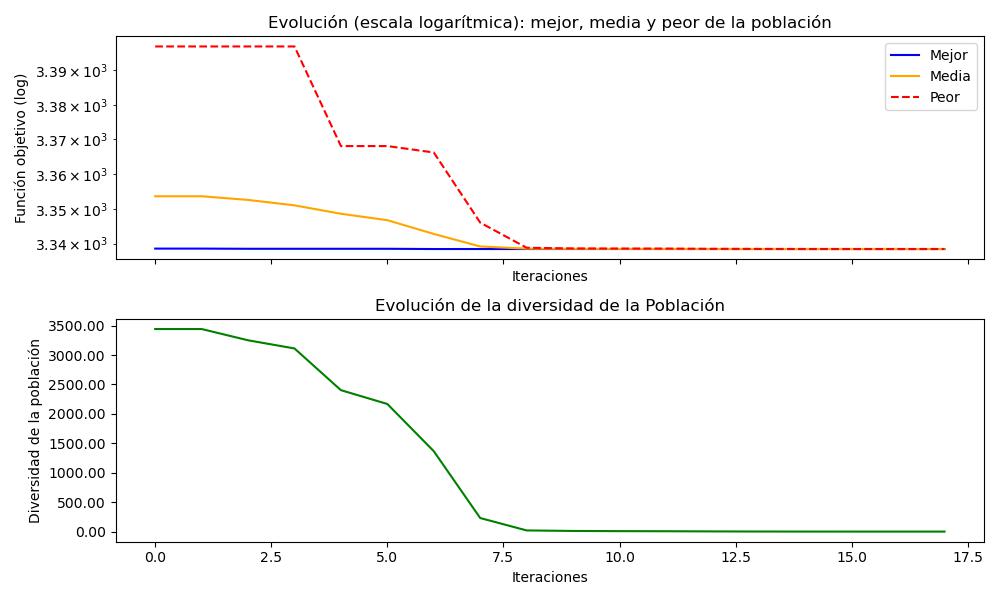 Evolución (escala logarítmica): mejor, media y peor de la población
Función objetivo (log)
3.39 × 10³
3.38 × 10³
3.37 × 10³
3.36 × 10³
3.35 × 10³
3.34 × 10³
Mejor
Media
Peor
Iteraciones
Evolución de la diversidad de la Población
Diversidad de la población
3500.00
3000.00
2500.00
2000.00
1500.00
1000.00
500.00
0.00
0.0 2.5 5.0 7.5 10.0 12.5 15.0 17.5
Iteraciones